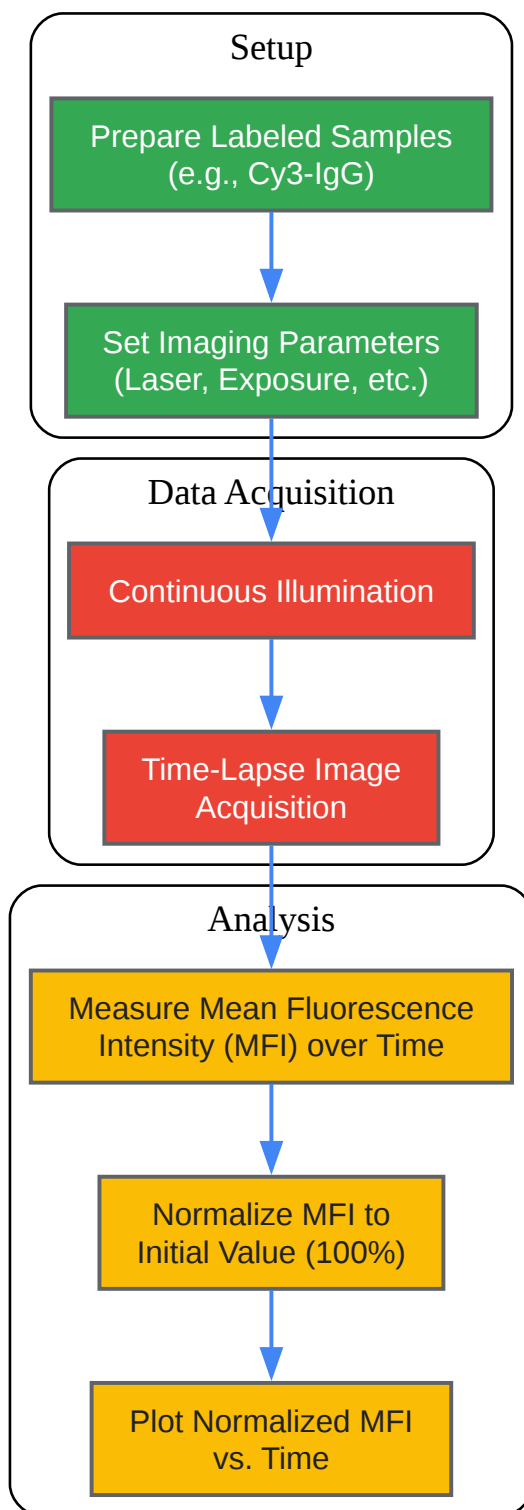 Setup
Prepare Labeled Samples
(e.g., Cy3-IgG)
Set Imaging Parameters
(Laser, Exposure, etc.)
Data Acquisition
Continuous Illumination
Time-Lapse Image
Acquisition
Analysis
Measure Mean Fluorescence
Intensity (MFI) over Time
Normalize MFI to
Initial Value (100%)
Plot Normalized MFI
vs. Time